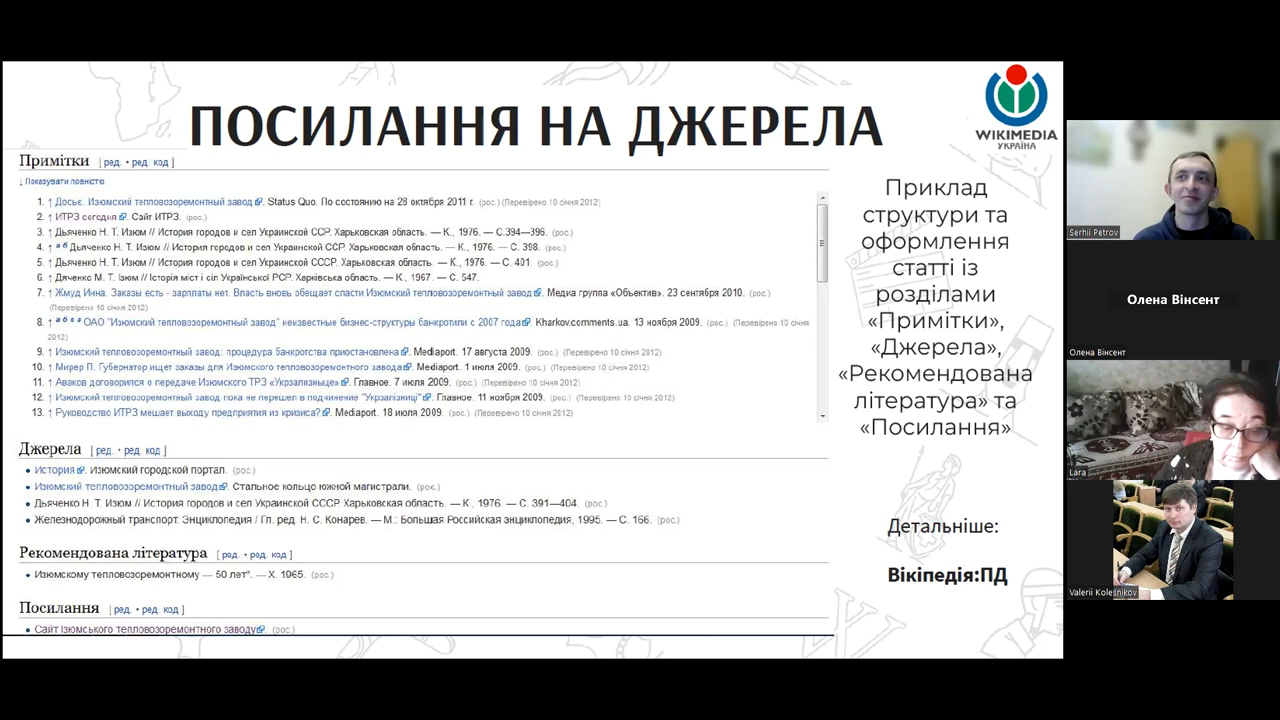 ПОСИЛАННЯ НА ДЖЕРЕЛА
WIKIMEDIA
УКРАЇНА
Примітки [ ред. • ред. код ]
↓ Показувати повністю
1. ↑ Досьє. Изюмский тепловозоремонтный завод. Status Quo. По состоянию на 28 октября 2011 г. (рос.) (Перевірено 10 січня 2012)
2. ↑ ИТРЗ сегодня. Сайт ИТРЗ. (рос.)
3. ↑ Дьяченко Н. Т. Изюм // История городов и сел Украинской ССР. Харьковская область. — К., 1976. — С.394—396. (рос.)
4. ↑ а б Дьяченко Н. Т. Изюм // История городов и сел Украинской ССР. Харьковская область. — К., 1976. — С. 398. (рос.)
5. ↑ Дьяченко Н. Т. Изюм // История городов и сел Украинской СССР. Харьковская область. — К., 1976. — С. 401. (рос.)
6. ↑ Дяченко М. Т. Ізюм // Історія міст і сіл Української РСР. Харківська область. — К., 1967. — С. 547.
7. ↑ Жмуд Инна. Заказы есть - зарплаты нет. Власть вновь обещает спасти Изюмский тепловозоремонтный завод. Медиа группа «Объектив». 23 сентября 2010. (рос.)
(Перевірено 10 січня 2012)
8. ↑ а б в ОАО "Изюмский тепловозоремонтный завод" неизвестные бизнес-структуры банкротили с 2007 года. Kharkov.comments.ua. 13 ноября 2009. (рос.) (Перевірено 10 січня
2012)
9. ↑ Изюмский тепловозоремонтный завод: процедура банкротства приостановлена. Mediaport. 17 августа 2009. (рос.) (Перевірено 10 січня 2012)
10. ↑ Мирер П. Губернатор ищет заказы для Изюмского тепловозоремонтного завода. Mediaport. 1 июля 2009. (рос.) (Перевірено 10 січня 2012)
11. ↑ Аваков договорился о передаче Изюмского ТРЗ «Укрзализныце». Главное. 7 июля 2009. (рос.) (Перевірено 10 січня 2012)
12. ↑ Изюмский тепловозоремонтный завод пока не перешел в подчинение "Укрзалізниці". Главное. 11 ноября 2009. (рос.) (Перевірено 10 січня 2012)
13. ↑ Руководство ИТРЗ мешает выходу предприятия из кризиса?. Mediaport. 18 июля 2009. (рос.) (Перевірено 10 січня 2012)
Джерела [ ред. • ред. код ]
• История. Изюмский городской портал. (рос.)
• Изюмский тепловозоремонтный завод. Стальное кольцо южной магистрали. (рос.)
• Дьяченко Н. Т. Изюм // История городов и сел Украинской СССР. Харьковская область. — К., 1976. — С. 391—404. (рос.)
• Железнодорожный транспорт. Энциклопедия / Гл. ред. Н. С. Конарев. — М.: Большая Российская энциклопедия, 1995. — С. 166. (рос.)
Рекомендована література [ ред. • ред. код ]
• Изюмскому тепловозоремонтному — 50 лет". — Х. 1965. (рос.)
Посилання [ ред. • ред. код ]
• Сайт Ізюмського тепловозоремонтного заводу. (рос.)
Приклад
структури та
оформлення
статті із
розділами
«Примітки»,
«Джерела»,
«Рекомендована
література» та
«Посилання»
Детальніше:
Вікіпедія:ПД
Serhii Petrov
Олена Вінсент
Олена Вінсент
Lara
Valerii Kolesnikov